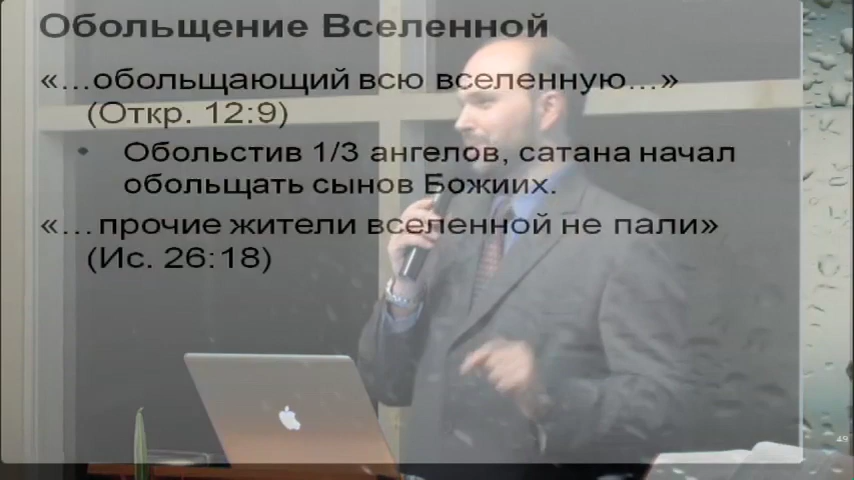 Обольщение Вселенной
«…обольщающий всю вселенную…»
(Откр. 12:9)
• Обольстив 1/3 ангелов, сатана начал
обольщать сынов Божиих.
«…прочие жители вселенной не пали»
(Ис. 26:18)
49